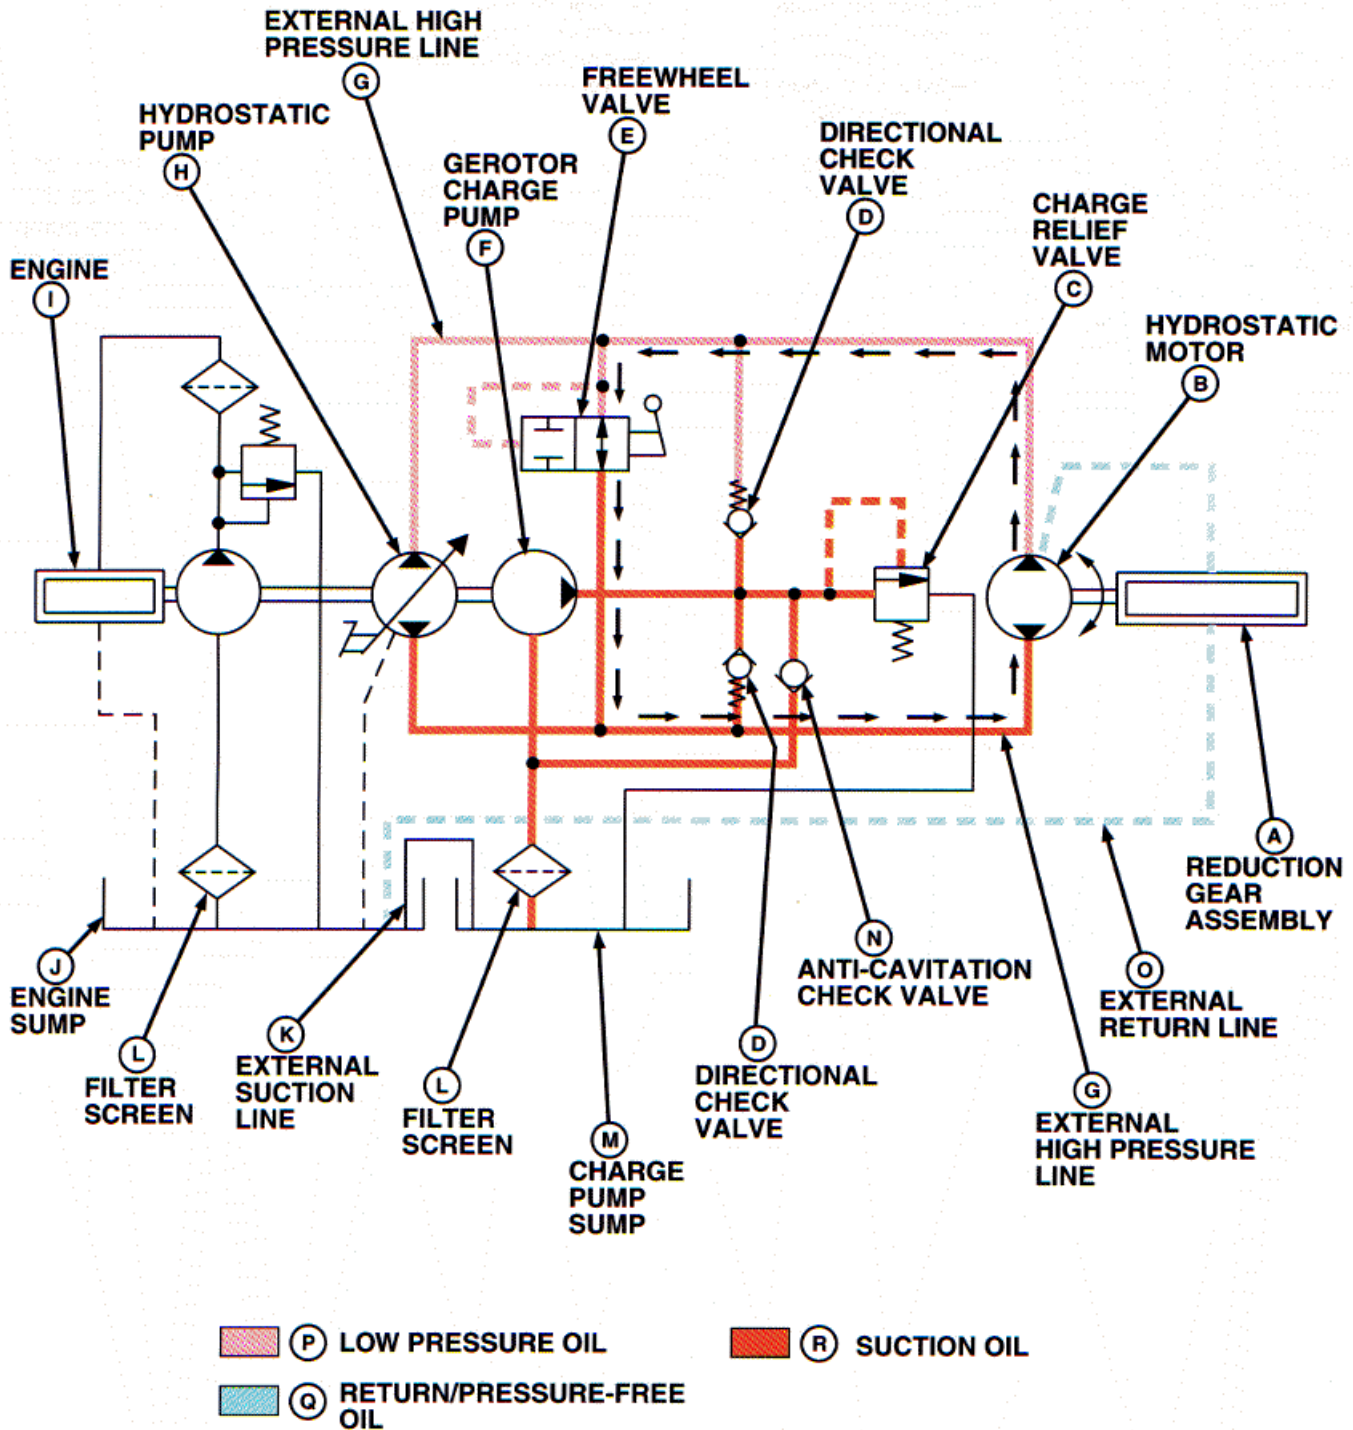 EXTERNAL HIGH
PRESSURE LINE
G
FREEWHEEL
VALVE
E
HYDROSTATIC
PUMP
H
GEROTOR
CHARGE
PUMP
F
DIRECTIONAL
CHECK
VALVE
D
CHARGE
RELIEF
VALVE
C
ENGINE
I
HYDROSTATIC
MOTOR
B
A
REDUCTION
GEAR
ASSEMBLY
J
ENGINE
SUMP
L
FILTER
SCREEN
K
EXTERNAL
SUCTION
LINE
L
FILTER
SCREEN
M
CHARGE
PUMP
SUMP
D
DIRECTIONAL
CHECK
VALVE
N
ANTI-CAVITATION
CHECK VALVE
O
EXTERNAL
RETURN LINE
G
EXTERNAL
HIGH PRESSURE
LINE
P LOW PRESSURE OIL
R SUCTION OIL
Q RETURN/PRESSURE-FREE
OIL